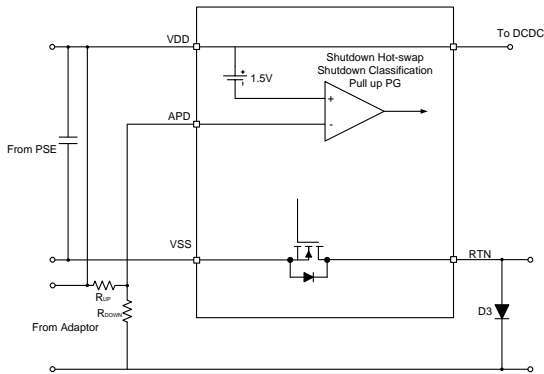 To DCDC
VDD
Shutdown Hot-swap
Shutdown Classification
Pull up PG
+
1.5V
-
+
-
APD
From PSE
VSS
RTN
RUP
RDOWN
D3
From Adaptor